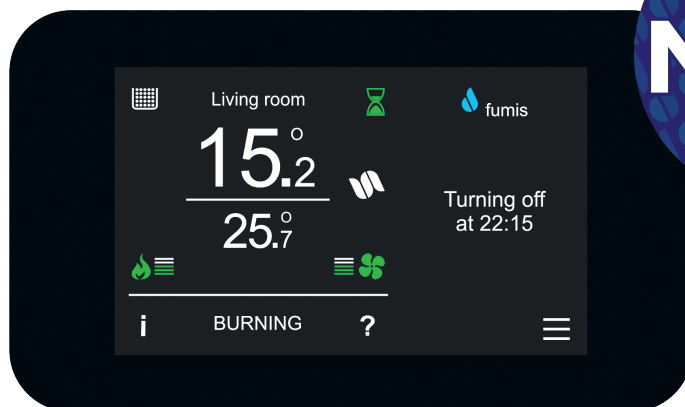 Living room
fumis
15.2°
25.7°
Turning off
at 22:15
i
BURNING
?
N